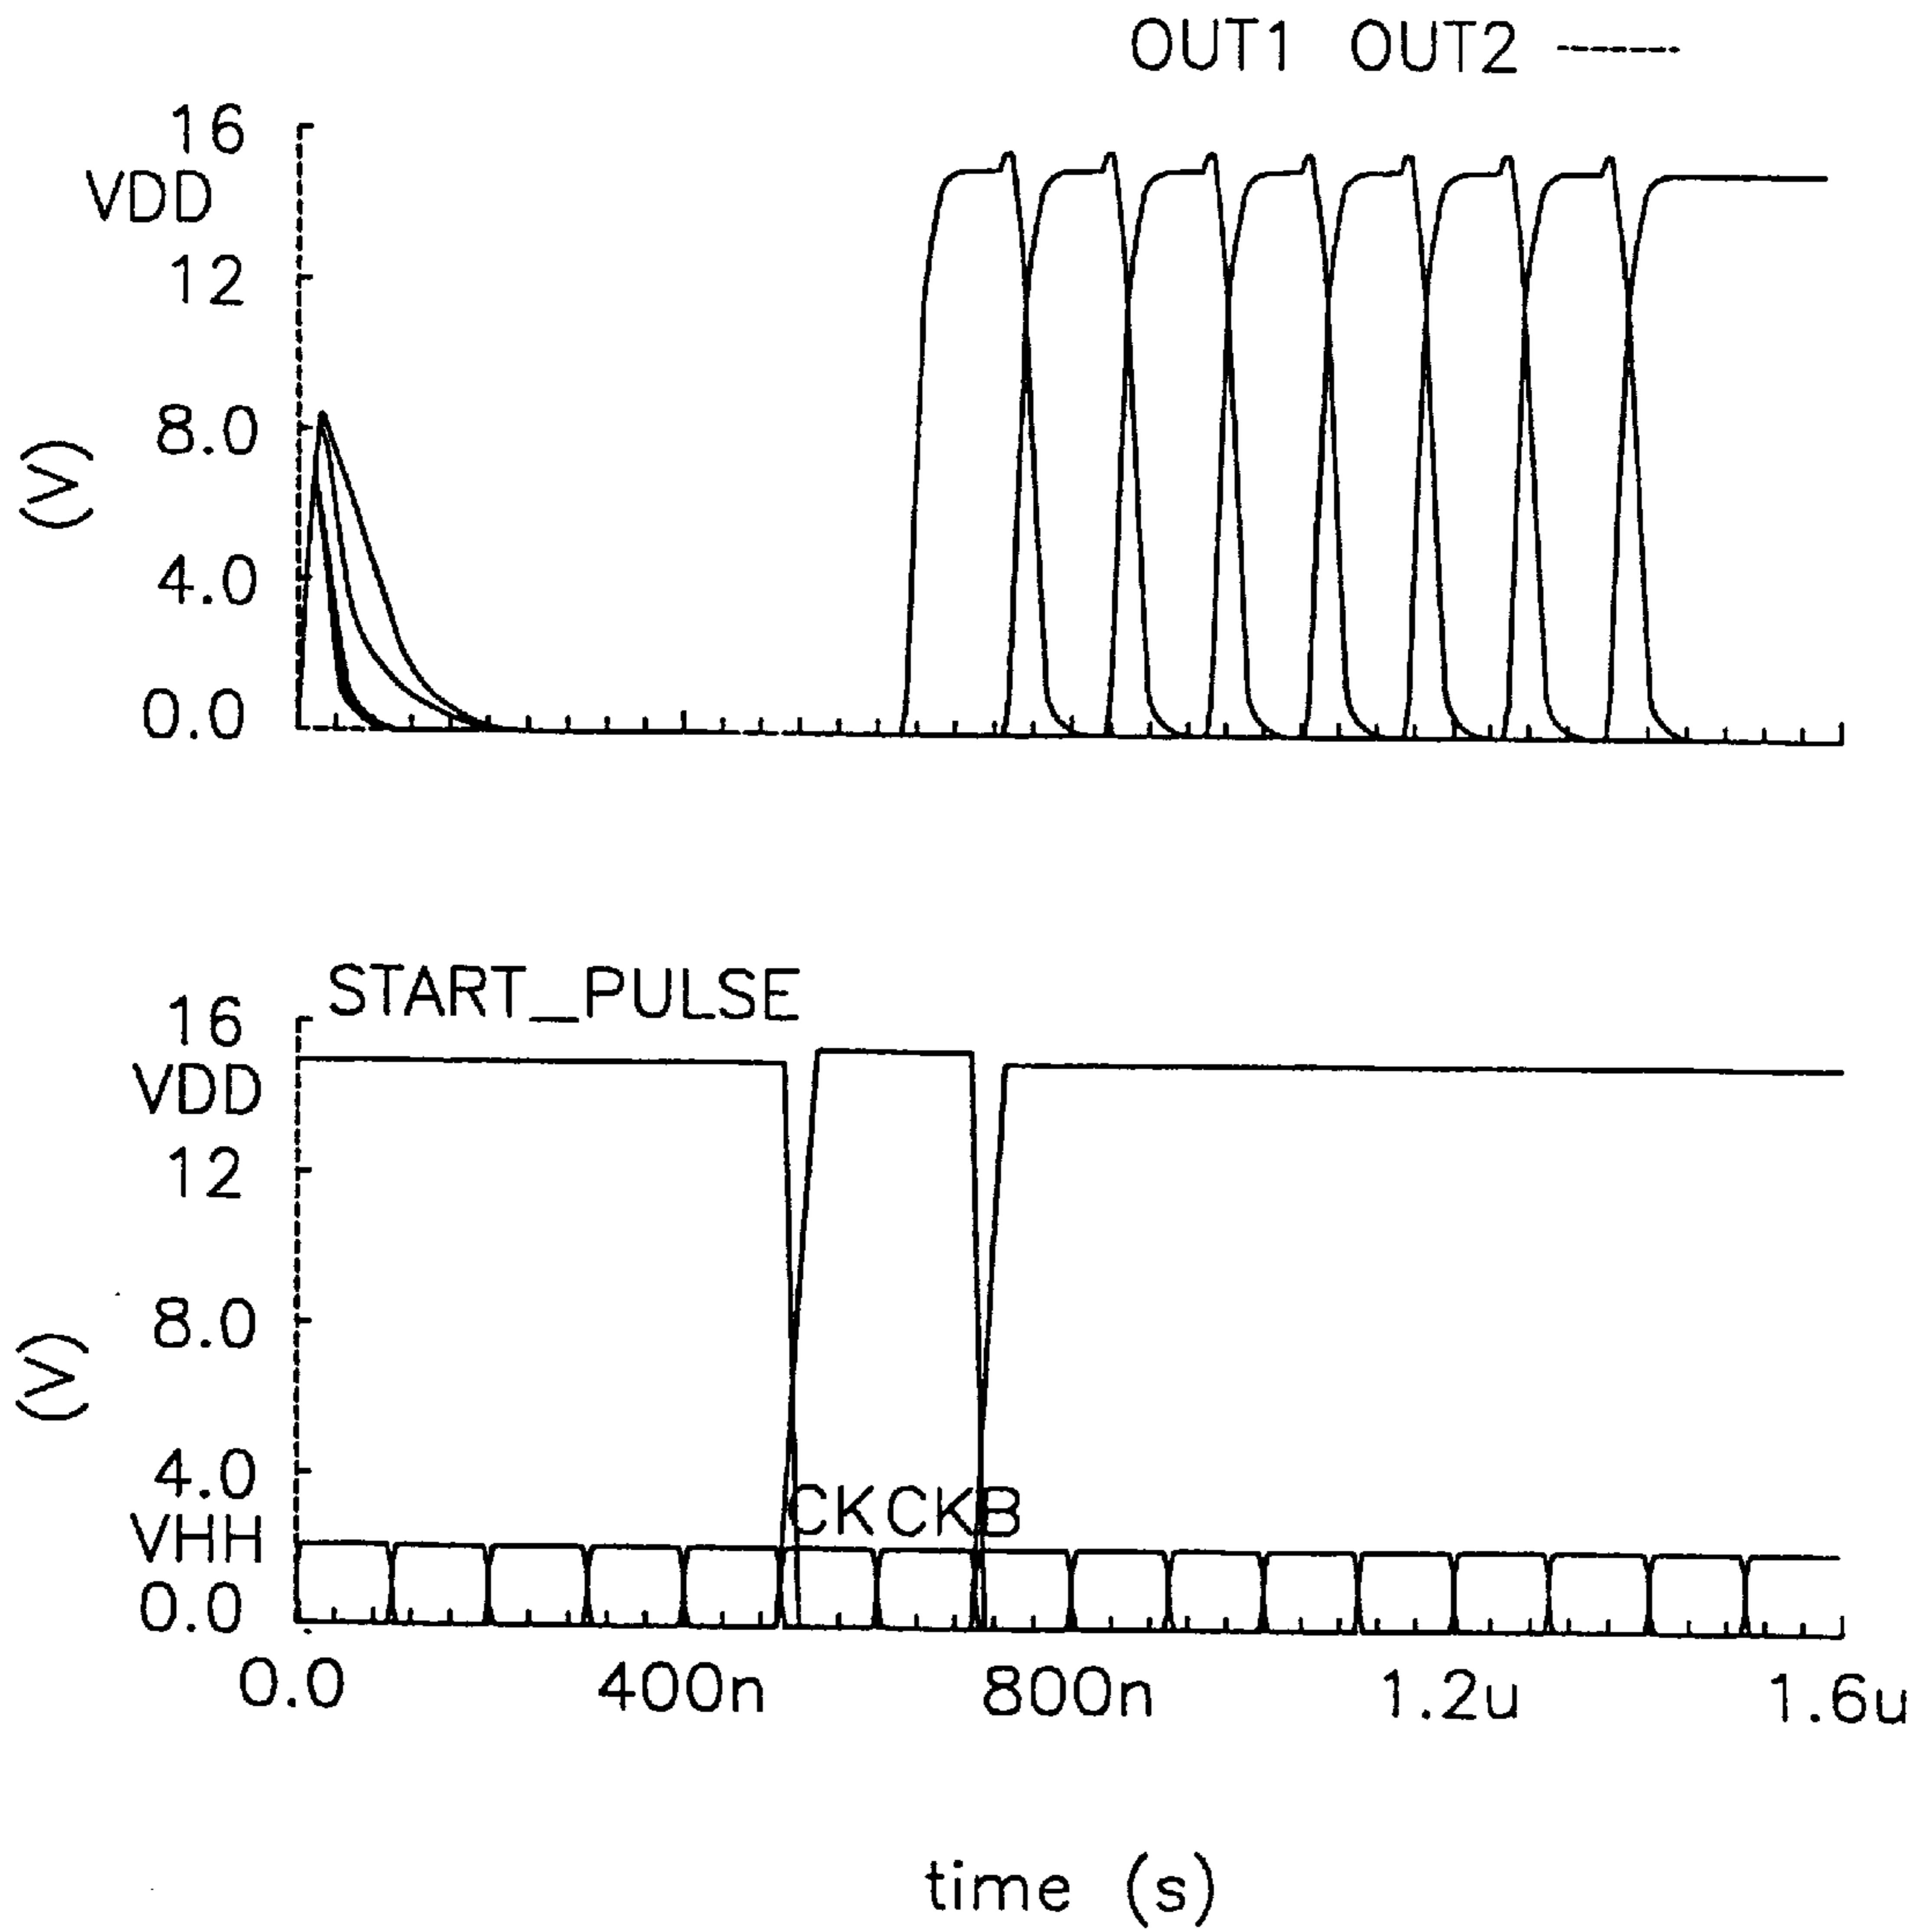 OUT1 OUT2 ------
16
VDD
12
8.0
(V)
4.0
0.0
START_PULSE
16
VDD
12
8.0
(V)
4.0
CKCKB
VHH
0.0
0.0 400n 800n 1.2u 1.6u
time (s)